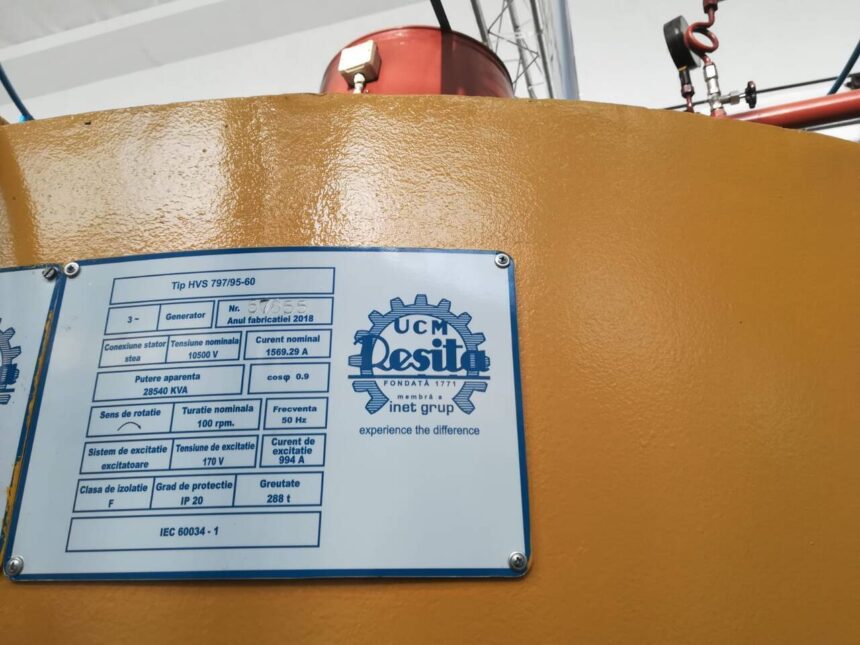 Tip HVS 797/95-60
3~
Generator
Nr. 57655
Anul fabricatiei 2018
Conexiune stator
stea
Tensiune nominala
10500 V
Curent nominal
1569.29 A
Putere aparenta
28540 KVA
cosφ 0.9
Sens de rotatie
Turatie nominala
100 rpm.
Frecventa
50 Hz
Sistem de excitatie
excitatoare
Tensiune de excitatie
170 V
Curent de
excitatie
994 A
Clasa de izolatie
F
Grad de protectie
IP 20
Greutate
288 t
IEC 60034 - 1
UCM
Resita
FONDATĂ 1771
membră a
inet grup
experience the difference